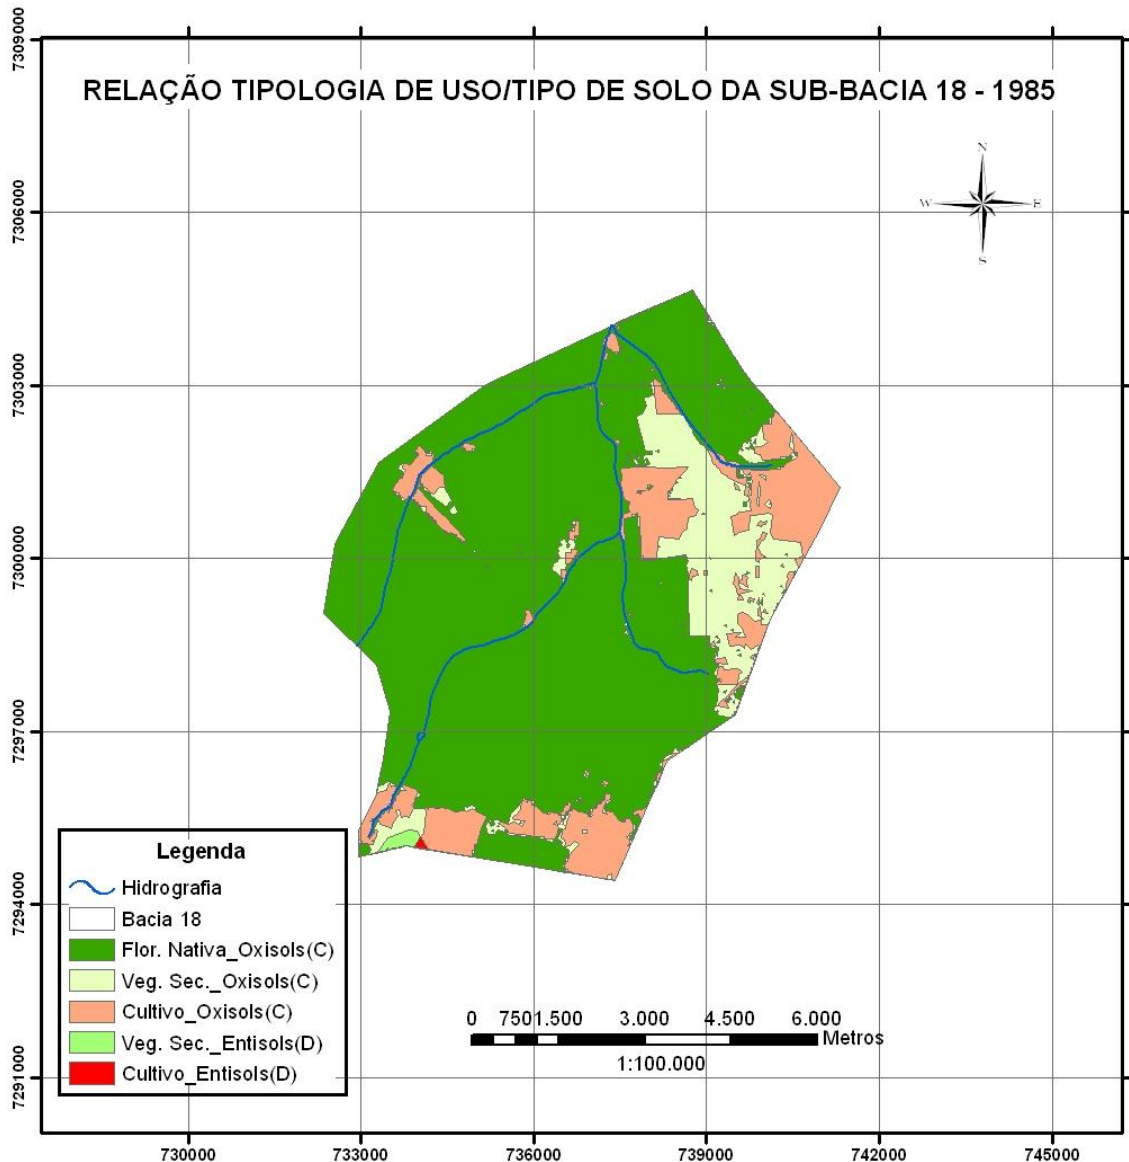 RELAÇÃO TIPOLOGIA DE USO/TIPO DE SOLO DA SUB-BACIA 18 - 1985
N
W E
S
7309000
7306000
7303000
7300000
7297000
7294000
7291000
Legenda
Hidrografia
Bacia 18
Flor. Nativa_Oxisols(C)
Veg. Sec._Oxisols(C)
Cultivo_Oxisols(C)
Veg. Sec._Entisols(D)
Cultivo_Entisols(D)
0 750 1.500 3.000 4.500 6.000
Metros
1:100.000
730000 733000 736000 739000 742000 745000